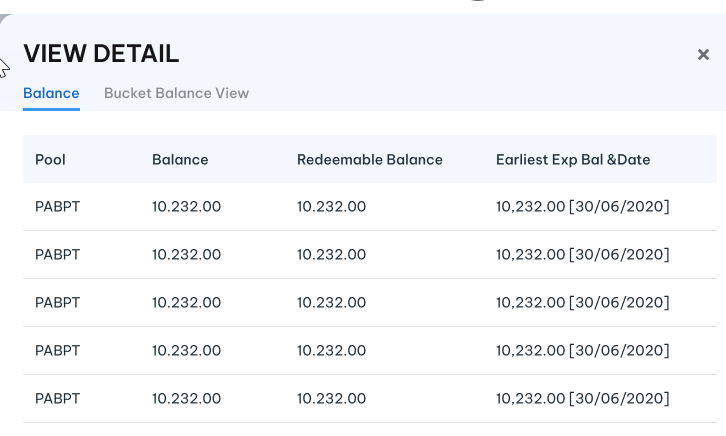 VIEW DETAIL
Balance Bucket Balance View
Pool Balance Redeemable Balance Earliest Exp Bal &Date
PABPT 10.232.00 10.232.00 10,232.00 [30/06/2020]
PABPT 10.232.00 10.232.00 10,232.00 [30/06/2020]
PABPT 10.232.00 10.232.00 10,232.00 [30/06/2020]
PABPT 10.232.00 10.232.00 10,232.00 [30/06/2020]
PABPT 10.232.00 10.232.00 10,232.00 [30/06/2020]